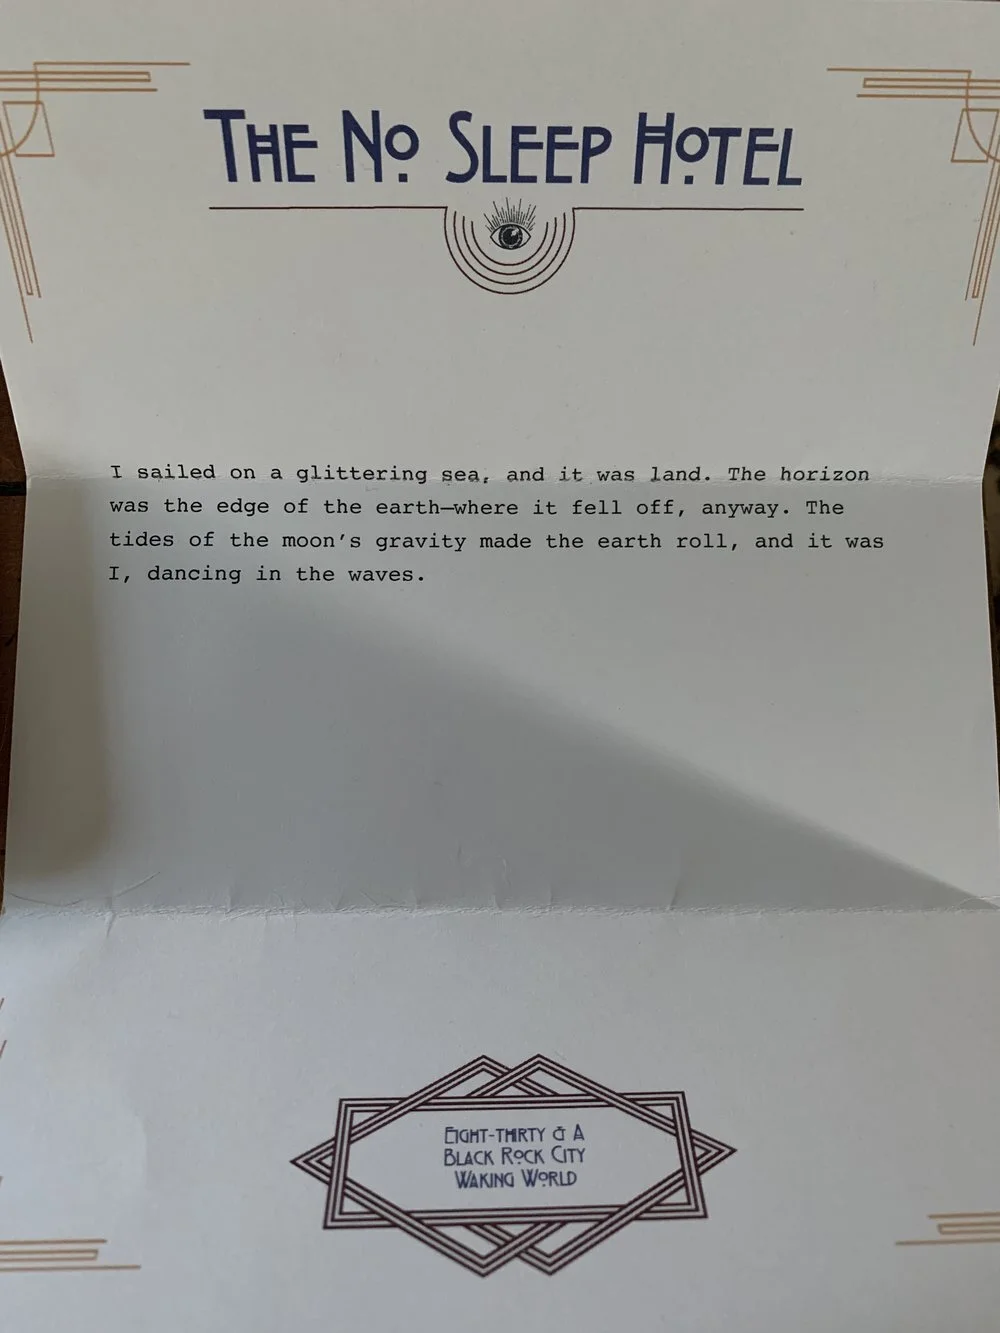 The No Sleep Hotel
I sailed on a glittering sea, and it was land. The horizon
was the edge of the earth—where it fell off, anyway. The
tides of the moon’s gravity made the earth roll, and it was
I, dancing in the waves.
Eight-Thirty & A
Black Rock City
Waking World